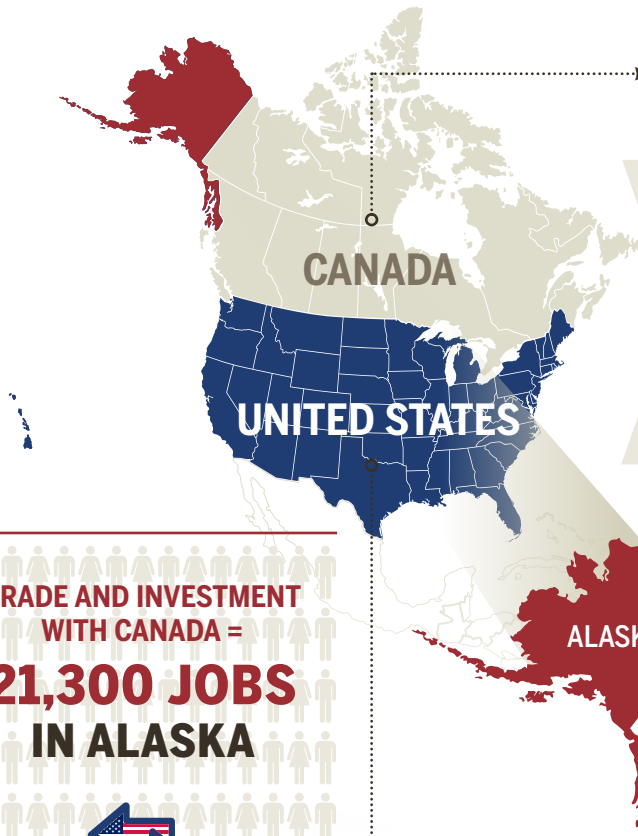 CANADA
UNITED STATES
RADE AND INVESTMENT
WITH CANADA =
21,300 JOBS
IN ALASKA
ALASK